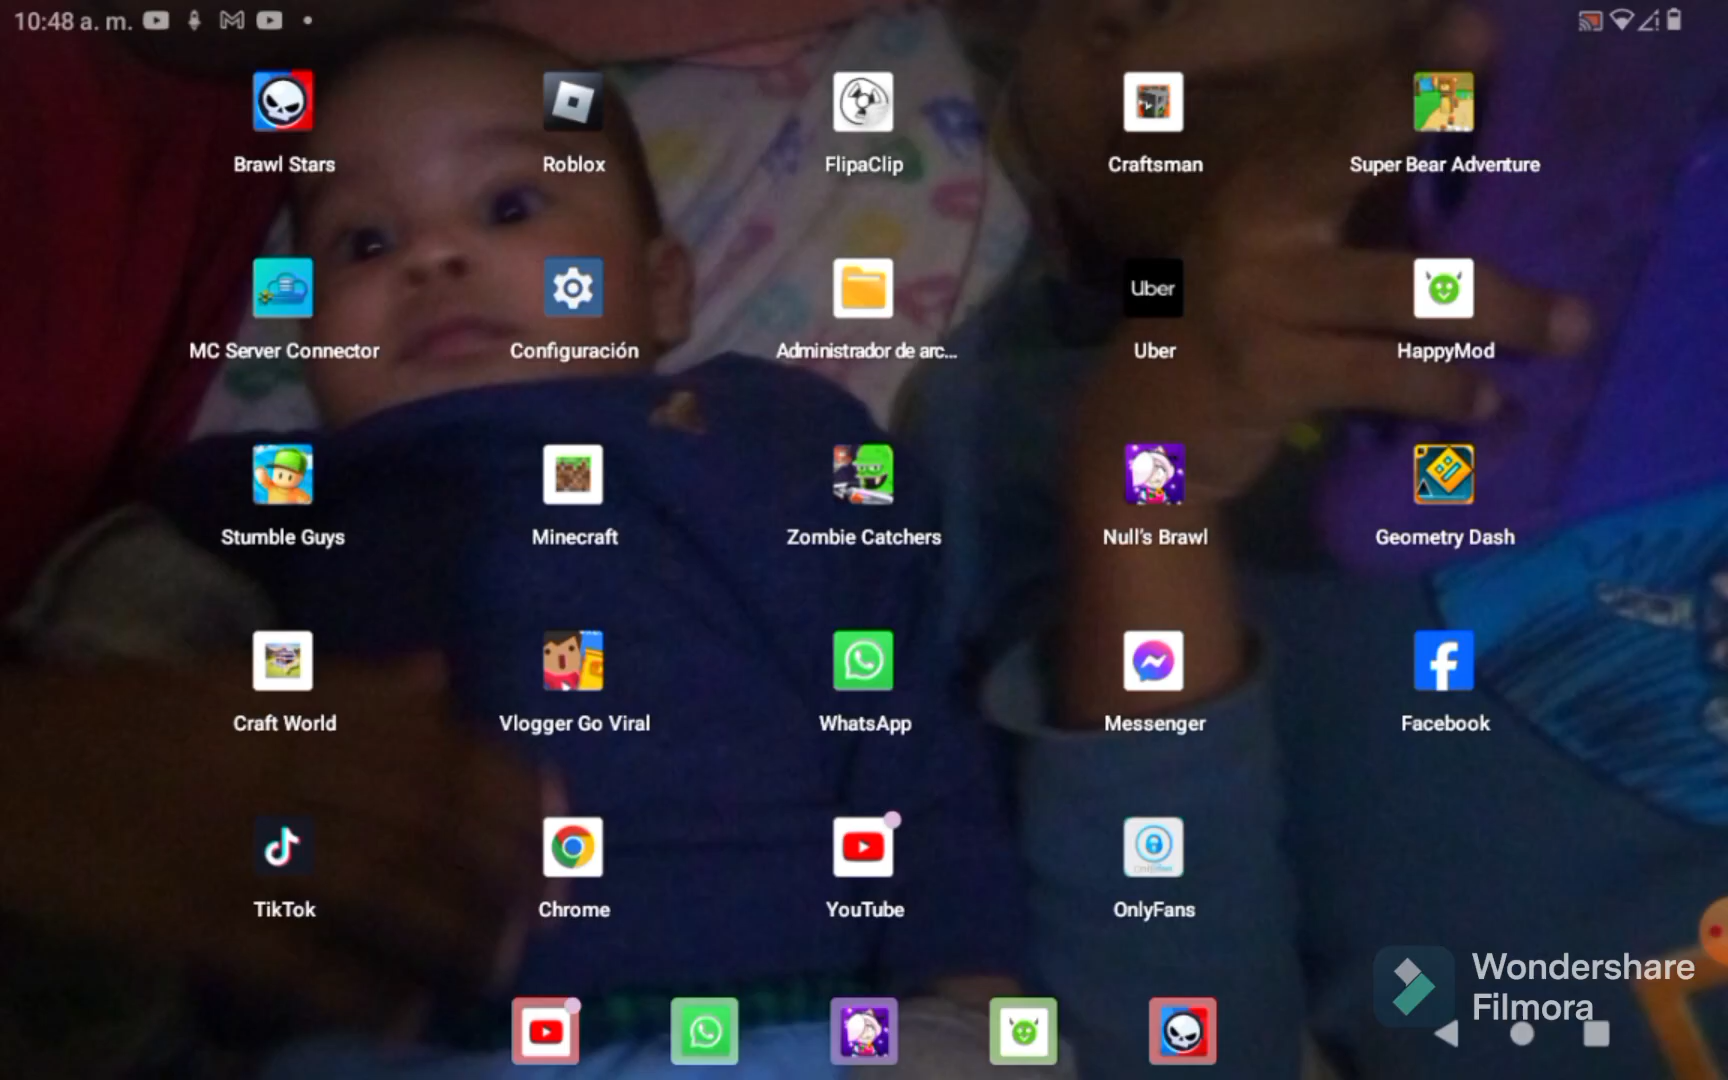 10:48 a. m.
Brawl Stars
Roblox
FlipaClip
Craftsman
Super Bear Adventure
MC Server Connector
Configuración
Administrador de arc...
Uber
Uber
HappyMod
Stumble Guys
Minecraft
Zombie Catchers
Null's Brawl
Geometry Dash
Craft World
Vlogger Go Viral
WhatsApp
Messenger
Facebook
TikTok
Chrome
YouTube
OnlyFans
Wondershare
Filmora